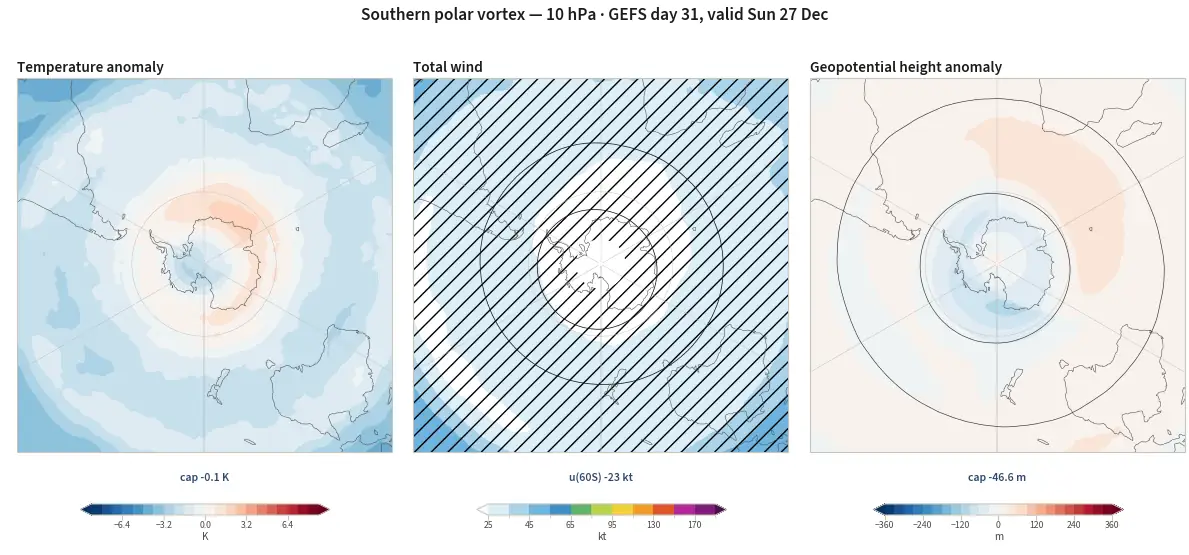 Southern polar vortex — 10 hPa · GEFS day 31, valid Sun 27 Dec
Temperature anomaly
Total wind
Geopotential height anomaly
cap -0.1 K
u(60S) -23 kt
cap -46.6 m
−6.4 −3.2 0.0 3.2 6.4
K
25 45 65 95 130 170
kt
−360 −240 −120 0 120 240 360
m